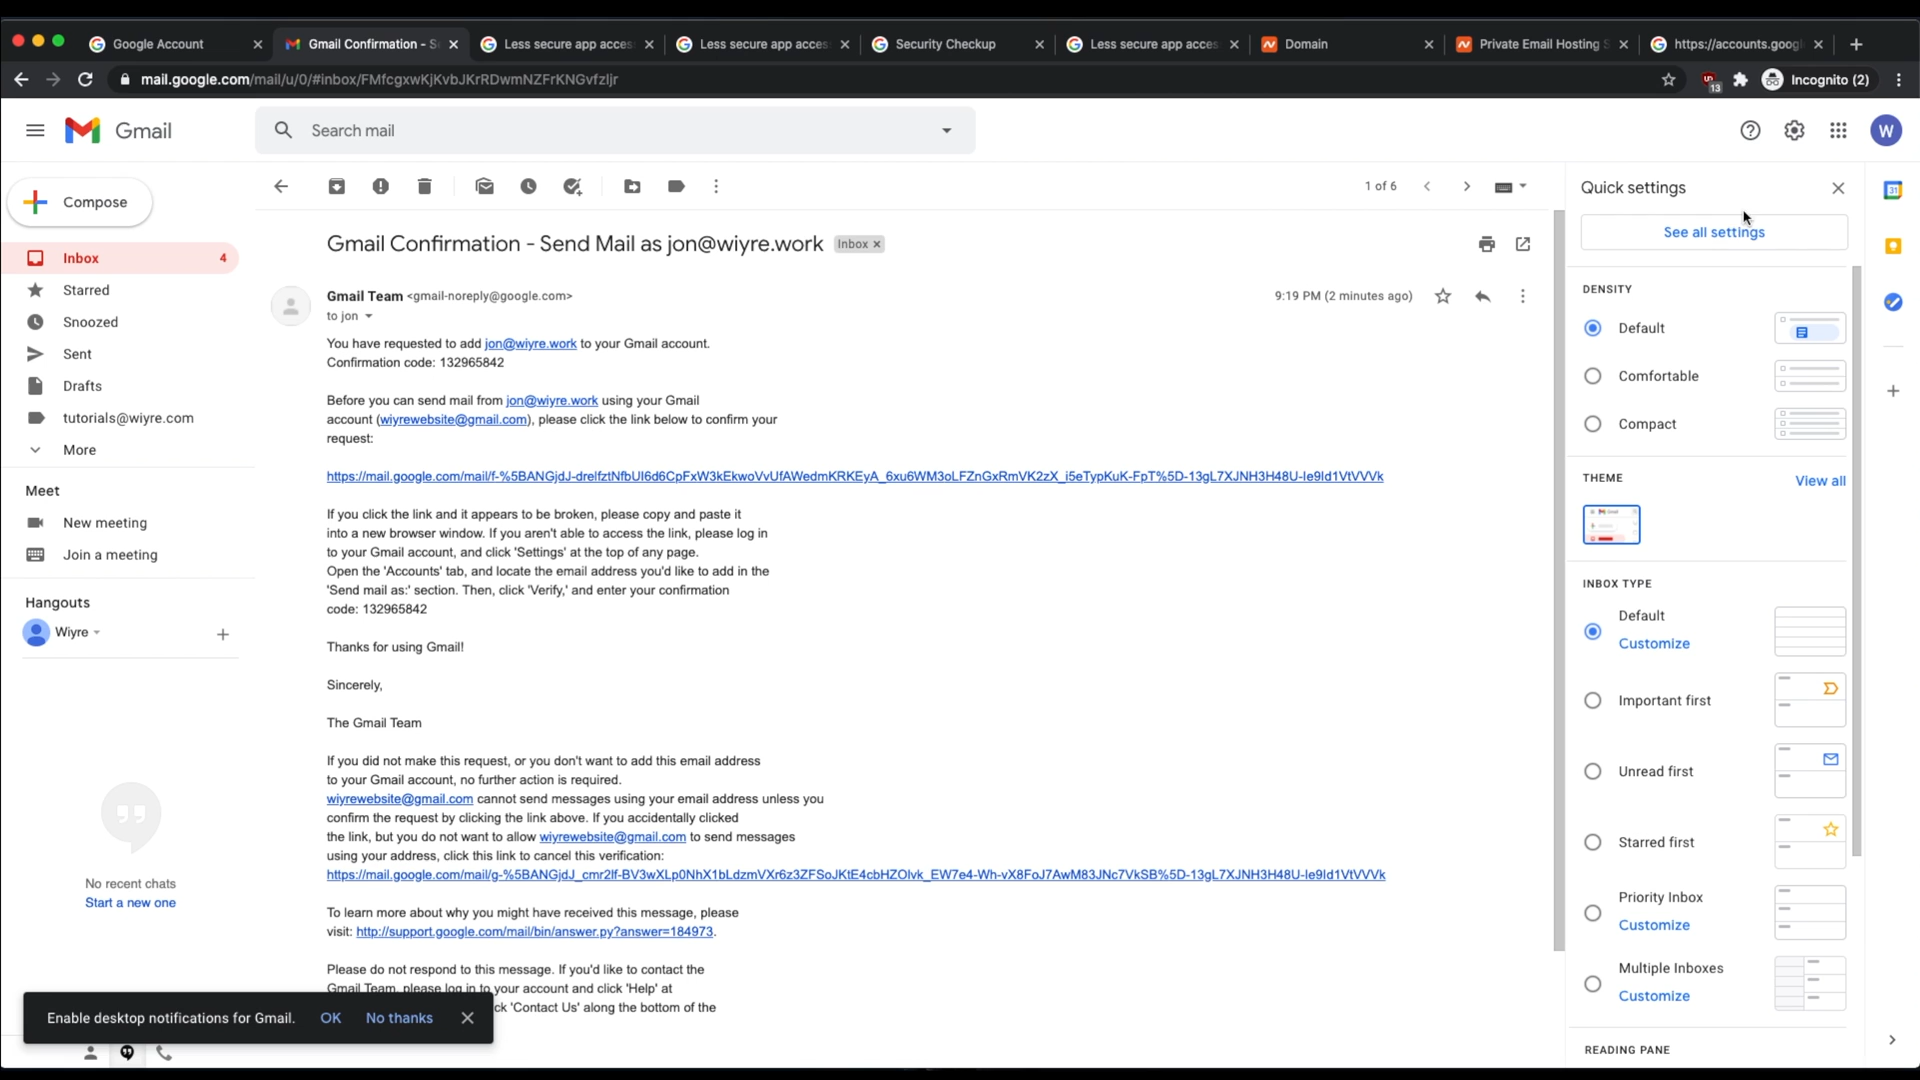 Google Account
Gmail Confirmation - S
Less secure app acces
Less secure app acces
Security Checkup
Less secure app acces
Domain
Private Email Hosting S
https://accounts.googl
mail.google.com/mail/u/0/#inbox/FMfcgxwKjKvbJKrRDwmNZFrKNGvfzljr
13
Incognito (2)
Gmail
Search mail
W
Compose
1 of 6
Quick settings
See all settings
Inbox 4
Starred
Snoozed
Sent
Drafts
tutorials@wiyre.com
More
Meet
New meeting
Join a meeting
Hangouts
Wiyre
No recent chats
Start a new one
Gmail Confirmation - Send Mail as jon@wiyre.work Inbox
Gmail Team <gmail-noreply@google.com>
9:19 PM (2 minutes ago)
to jon
You have requested to add jon@wiyre.work to your Gmail account.
Confirmation code: 132965842
Before you can send mail from jon@wiyre.work using your Gmail
account (wiyrewebsite@gmail.com), please click the link below to confirm your
request:
https://mail.google.com/mail/f-%5BANGjdJ-drelfztNfbUI6d6CpFxW3kEkwoVvUfAWedmKRKEyA_6xu6WM3oLFZnGxRmVK2zX_i5eTypKuK-FpT%5D-13gL7XJNH3H48U-Ie9Id1VtVVVk
If you click the link and it appears to be broken, please copy and paste it
into a new browser window. If you aren't able to access the link, please log in
to your Gmail account, and click 'Settings' at the top of any page.
Open the 'Accounts' tab, and locate the email address you'd like to add in the
'Send mail as:' section. Then, click 'Verify,' and enter your confirmation
code: 132965842
Thanks for using Gmail!
Sincerely,
The Gmail Team
If you did not make this request, or you don't want to add this email address
to your Gmail account, no further action is required.
wiyrewebsite@gmail.com cannot send messages using your email address unless you
confirm the request by clicking the link above. If you accidentally clicked
the link, but you do not want to allow wiyrewebsite@gmail.com to send messages
using your address, click this link to cancel this verification:
https://mail.google.com/mail/g-%5BANGjdJ_cmr2lf-BV3wXLp0NhX1bLdzmVXr6z3ZFSoJKtE4cbHZOlvk_EW7e4-Wh-vX8FoJ7AwM83JNc7VkSB%5D-13gL7XJNH3H48U-Ie9Id1VtVVVk
To learn more about why you might have received this message, please
visit: http://support.google.com/mail/bin/answer.py?answer=184973.
Please do not respond to this message. If you'd like to contact the
Gmail Team, please log in to your account and click 'Help' at
ck 'Contact Us' along the bottom of the
DENSITY
Default
Comfortable
Compact
THEME
View all
INBOX TYPE
Default
Customize
Important first
Unread first
Starred first
Priority Inbox
Customize
Multiple Inboxes
Customize
READING PANE
Enable desktop notifications for Gmail. OK No thanks